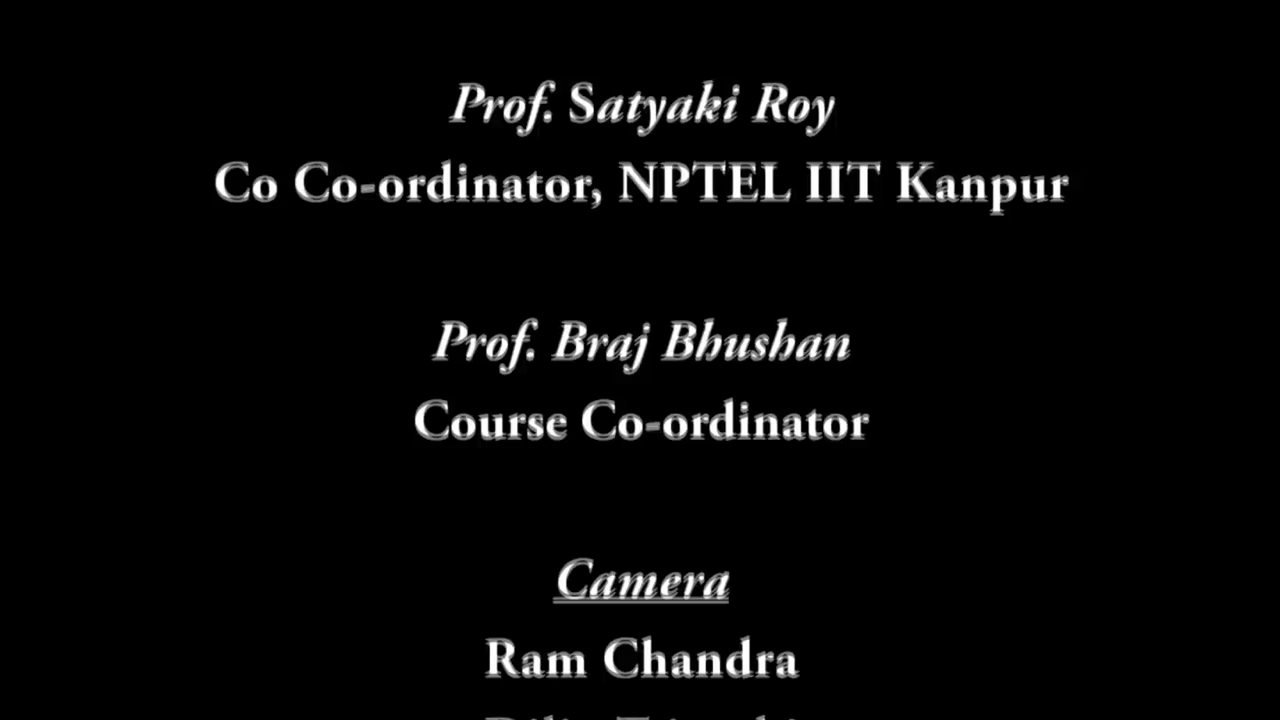 Prof. Satyaki Roy
Co Co-ordinator, NPTEL IIT Kanpur
Prof. Braj Bhushan
Course Co-ordinator
Camera
Ram Chandra